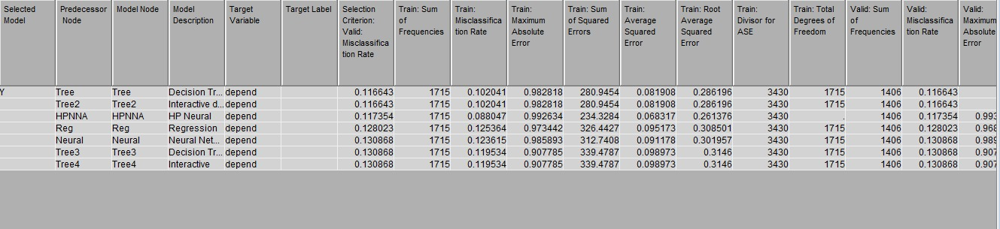 Selected Model Predecessor Node Model Node Model Description Target Variable Target Label Selection Criterion: Valid: Misclassifica tion Rate Train: Sum of Frequencies Train: Misclassifica tion Rate Train: Maximum Absolute Error Train: Sum of Squared Errors Train: Average Squared Error Train: Root Average Squared Error Train: Divisor for ASE Train: Total Degrees of Freedom Valid: Sum of Frequencies Valid: Misclassifica tion Rate Valid: Maximum Absolute Error
Y Tree Tree Decision Tr... depend 0.116643 1715 0.102041 0.982818 280.9454 0.081908 0.286196 3430 1715 1406 0.116643
Tree2 Tree2 Interactive d... depend 0.116643 1715 0.102041 0.982818 280.9454 0.081908 0.286196 3430 1715 1406 0.116643
HPNNA HPNNA HP Neural depend 0.117354 1715 0.088047 0.992634 234.3284 0.068317 0.261376 3430 . 1406 0.117354 0.993
Reg Reg Regression depend 0.128023 1715 0.125364 0.973442 326.4427 0.095173 0.308501 3430 1715 1406 0.128023 0.968
Neural Neural Neural Net... depend 0.130868 1715 0.123615 0.985893 312.7408 0.091178 0.301957 3430 1715 1406 0.130868 0.989
Tree3 Tree3 Decision Tr... depend 0.130868 1715 0.119534 0.907785 339.4787 0.098973 0.3146 3430 1715 1406 0.130868 0.907
Tree4 Tree4 Interactive depend 0.130868 1715 0.119534 0.907785 339.4787 0.098973 0.3146 3430 1715 1406 0.130868 0.907